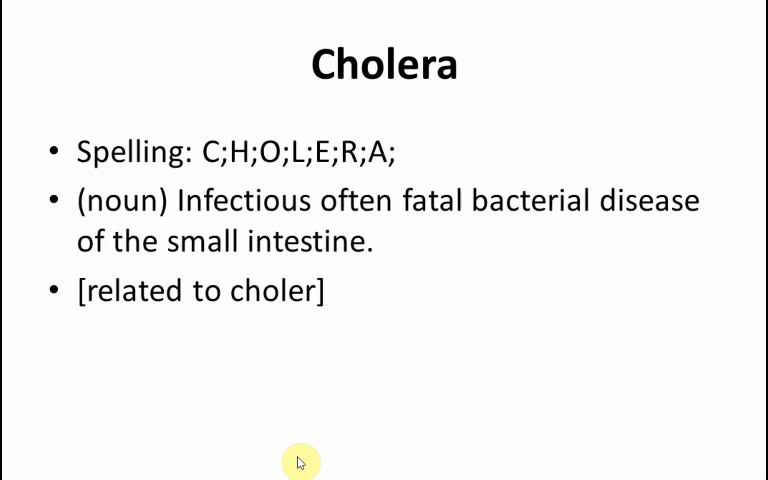 Cholera
• Spelling: C;H;O;L;E;R;A;
• (noun) Infectious often fatal bacterial disease
of the small intestine.
• [related to choler]